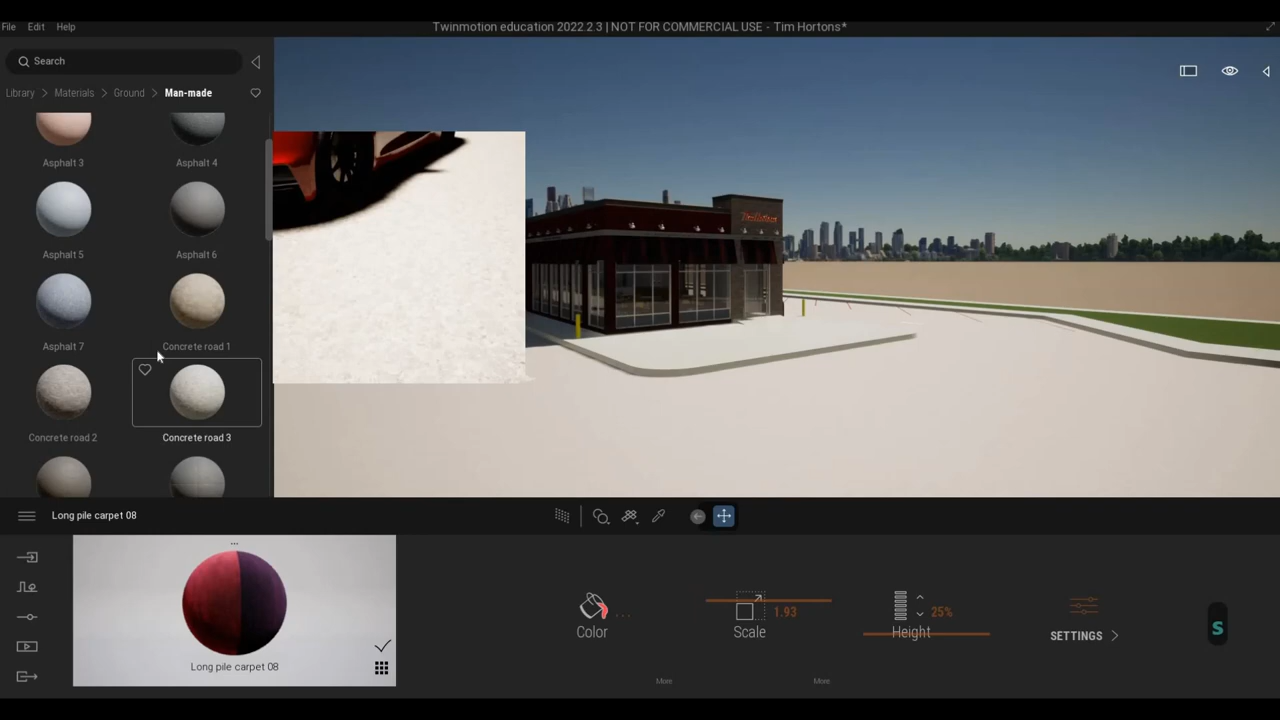 Twinmotion education 2022.2 3 | NOT FOR COMMERCIAL USE - Tim Hortons*
File Edit Help
Search
Library > Materials > Ground > Man-made
Asphalt 3 Asphalt 4
Asphalt 5 Asphalt 6
Asphalt 7 Concrete road 1
Concrete road 2 Concrete road 3
Tim Hortons
Long pile carpet 08
...
Long pile carpet 08
Color ...
Scale 1.93
Height 25%
SETTINGS >
More More
S